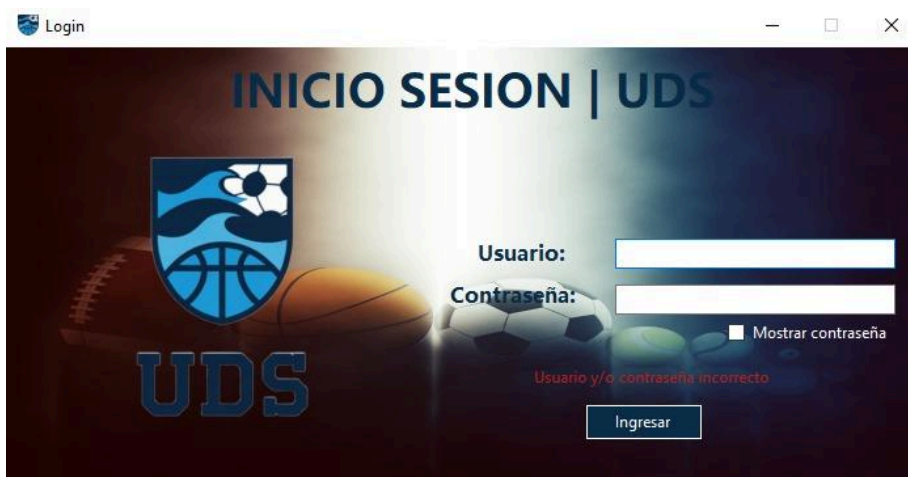 Login
INICIO SESION | UDS
Usuario:
Contraseña:
Mostrar contraseña
UDS
Usuario y/o contraseña incorrecto
Ingresar